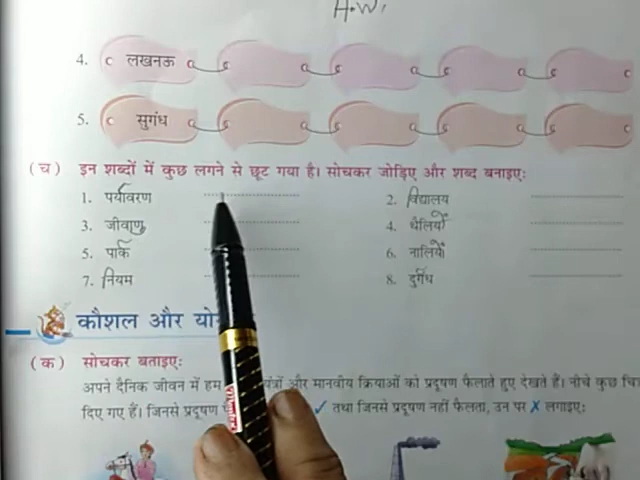 H.W.
4. लखनऊ
5. सुगंध
(च) इन शब्दों में कुछ लगने से छूट गया है। सोचकर जोड़िए और शब्द बनाइए:
1. पर्यावरण 2. विद्यालय
3. जीवाणु 4. थैलियों
5. पार्क 6. नालियों
7. नियम 8. दुर्गंध
कौशल और यो
(क) सोचकर बताइए:
अपने दैनिक जीवन में हम यंत्रों और मानवीय क्रियाओं को प्रदूषण फैलाते हुए देखते हैं। नीचे कुछ चि
दिए गए हैं। जिनसे प्रदूषण ✓ तथा जिनसे प्रदूषण नहीं फैलता, उन पर ✗ लगाइए: